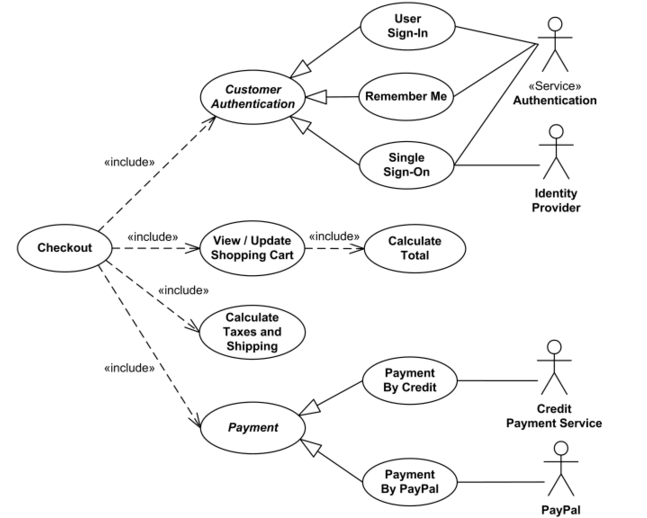 User
Sign-In
Customer
Authentication
Remember Me
«Service»
Authentication
Single
Sign-On
«include»
Identity
Provider
Checkout
«include»
View / Update
Shopping Cart
«include»
Calculate
Total
«include»
Calculate
Taxes and
Shipping
«include»
Payment
By Credit
Credit
Payment Service
Payment
Payment
By PayPal
PayPal